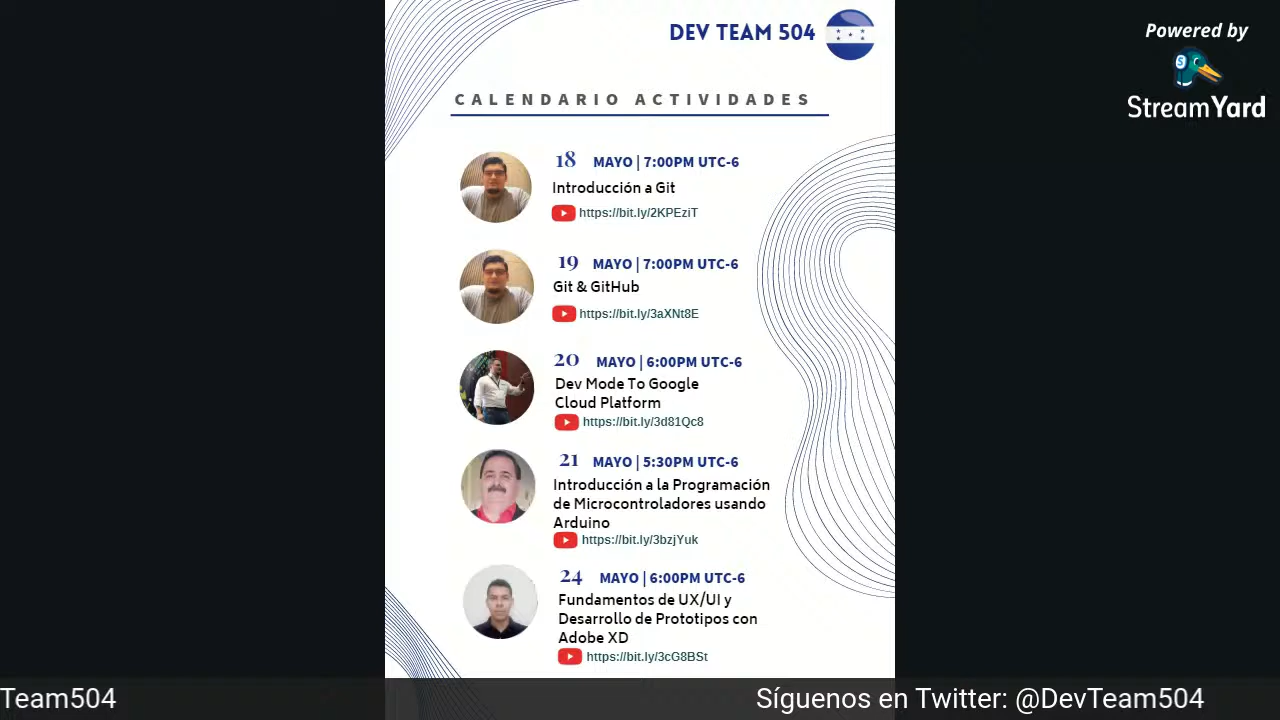 DEV TEAM 504
Powered by
StreamYard
CALENDARIO ACTIVIDADES
18 MAYO | 7:00PM UTC-6
Introducción a Git
https://bit.ly/2KPEziT
19 MAYO | 7:00PM UTC-6
Git & GitHub
https://bit.ly/3aXNt8E
20 MAYO | 6:00PM UTC-6
Dev Mode To Google
Cloud Platform
https://bit.ly/3d81Qc8
21 MAYO | 5:30PM UTC-6
Introducción a la Programación
de Microcontroladores usando
Arduino
https://bit.ly/3bzjYuk
24 MAYO | 6:00PM UTC-6
Fundamentos de UX/UI y
Desarrollo de Prototipos con
Adobe XD
https://bit.ly/3cG8BSt
Team504 Síguenos en Twitter: @DevTeam504